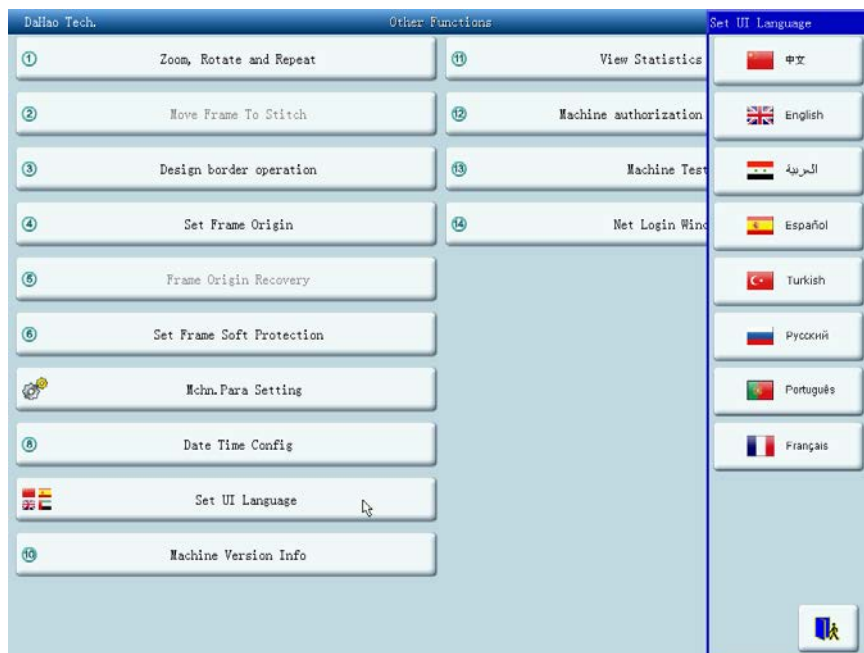 DaHao Tech.
Other Functions
Set UI Language
① Zoom, Rotate and Repeat
② Move Frame To Stitch
③ Design border operation
④ Set Frame Origin
⑤ Frame Origin Recovery
⑥ Set Frame Soft Protection
Mchn.Para Setting
⑧ Date Time Config
Set UI Language
⑩ Machine Version Info
⑪ View Statistics
⑫ Machine authorization
⑬ Machine Test
⑭ Net Login Wind
中文
English
العربية
Español
Turkish
Русский
Português
Français